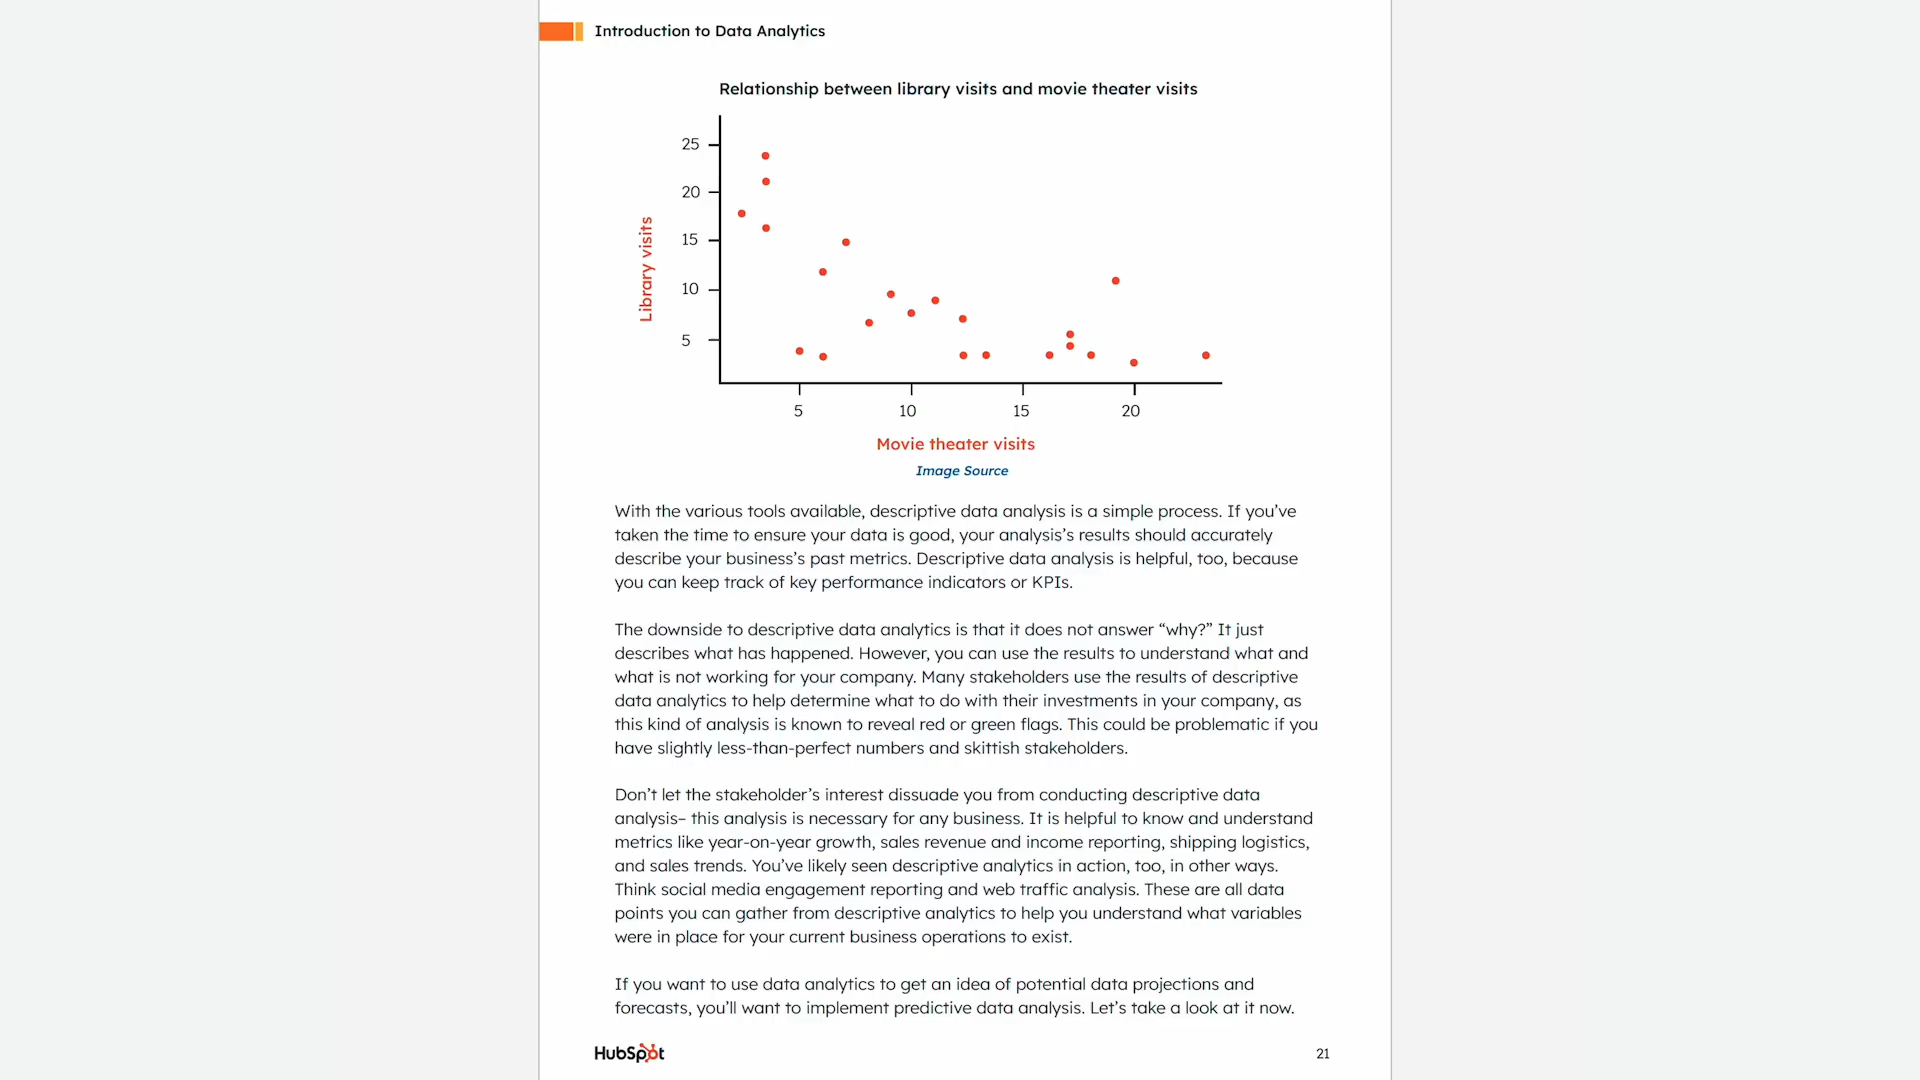 Introduction to Data Analytics
Relationship between library visits and movie theater visits
25
20
15
10
5
Library visits
5 10 15 20
Movie theater visits
Image Source
With the various tools available, descriptive data analysis is a simple process. If you’ve
taken the time to ensure your data is good, your analysis’s results should accurately
describe your business’s past metrics. Descriptive data analysis is helpful, too, because
you can keep track of key performance indicators or KPIs.
The downside to descriptive data analytics is that it does not answer “why?” It just
describes what has happened. However, you can use the results to understand what and
what is not working for your company. Many stakeholders use the results of descriptive
data analytics to help determine what to do with their investments in your company, as
this kind of analysis is known to reveal red or green flags. This could be problematic if you
have slightly less-than-perfect numbers and skittish stakeholders.
Don’t let the stakeholder’s interest dissuade you from conducting descriptive data
analysis– this analysis is necessary for any business. It is helpful to know and understand
metrics like year-on-year growth, sales revenue and income reporting, shipping logistics,
and sales trends. You’ve likely seen descriptive analytics in action, too, in other ways.
Think social media engagement reporting and web traffic analysis. These are all data
points you can gather from descriptive analytics to help you understand what variables
were in place for your current business operations to exist.
If you want to use data analytics to get an idea of potential data projections and
forecasts, you’ll want to implement predictive data analysis. Let’s take a look at it now.
HubSpot
21